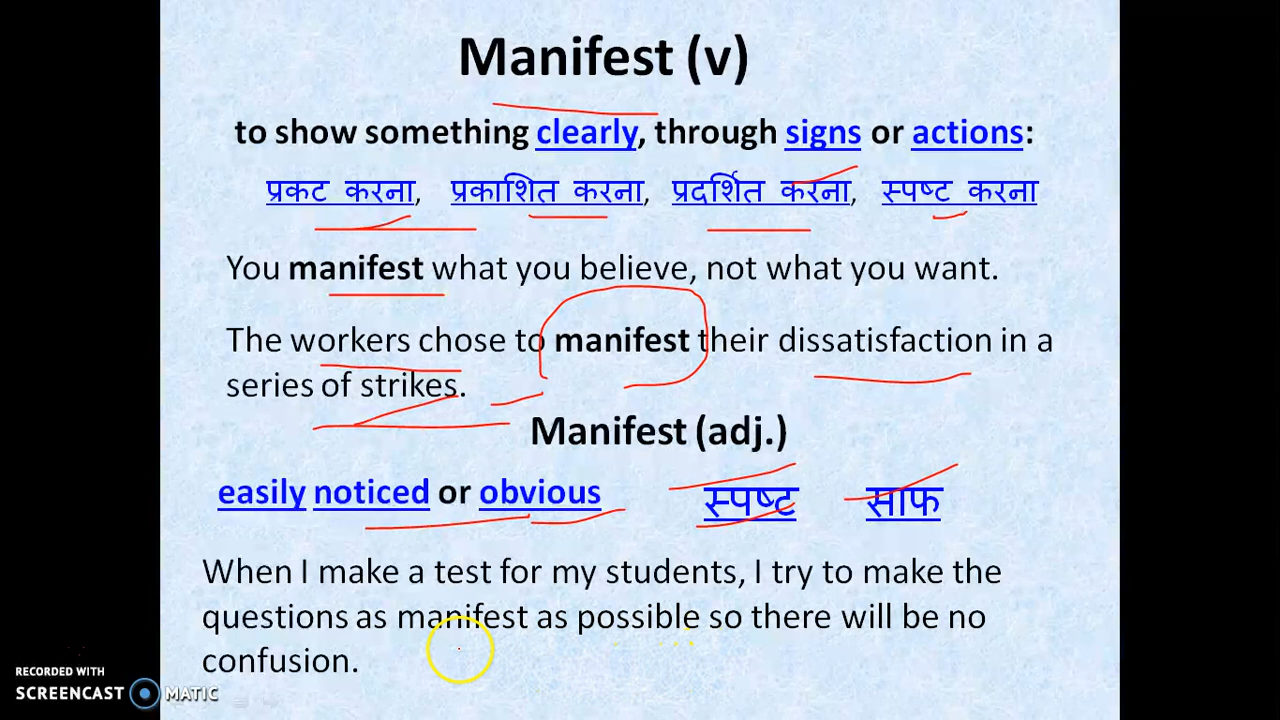 Manifest (v)
to show something clearly, through signs or actions:
प्रकट करना, प्रकाशित करना, प्रदर्शित करना, स्पष्ट करना
You manifest what you believe, not what you want.
The workers chose to manifest their dissatisfaction in a
series of strikes.
Manifest (adj.)
easily noticed or obvious स्पष्ट साफ
When I make a test for my students, I try to make the
questions as manifest as possible so there will be no
confusion.
RECORDED WITH
SCREENCAST MATIC